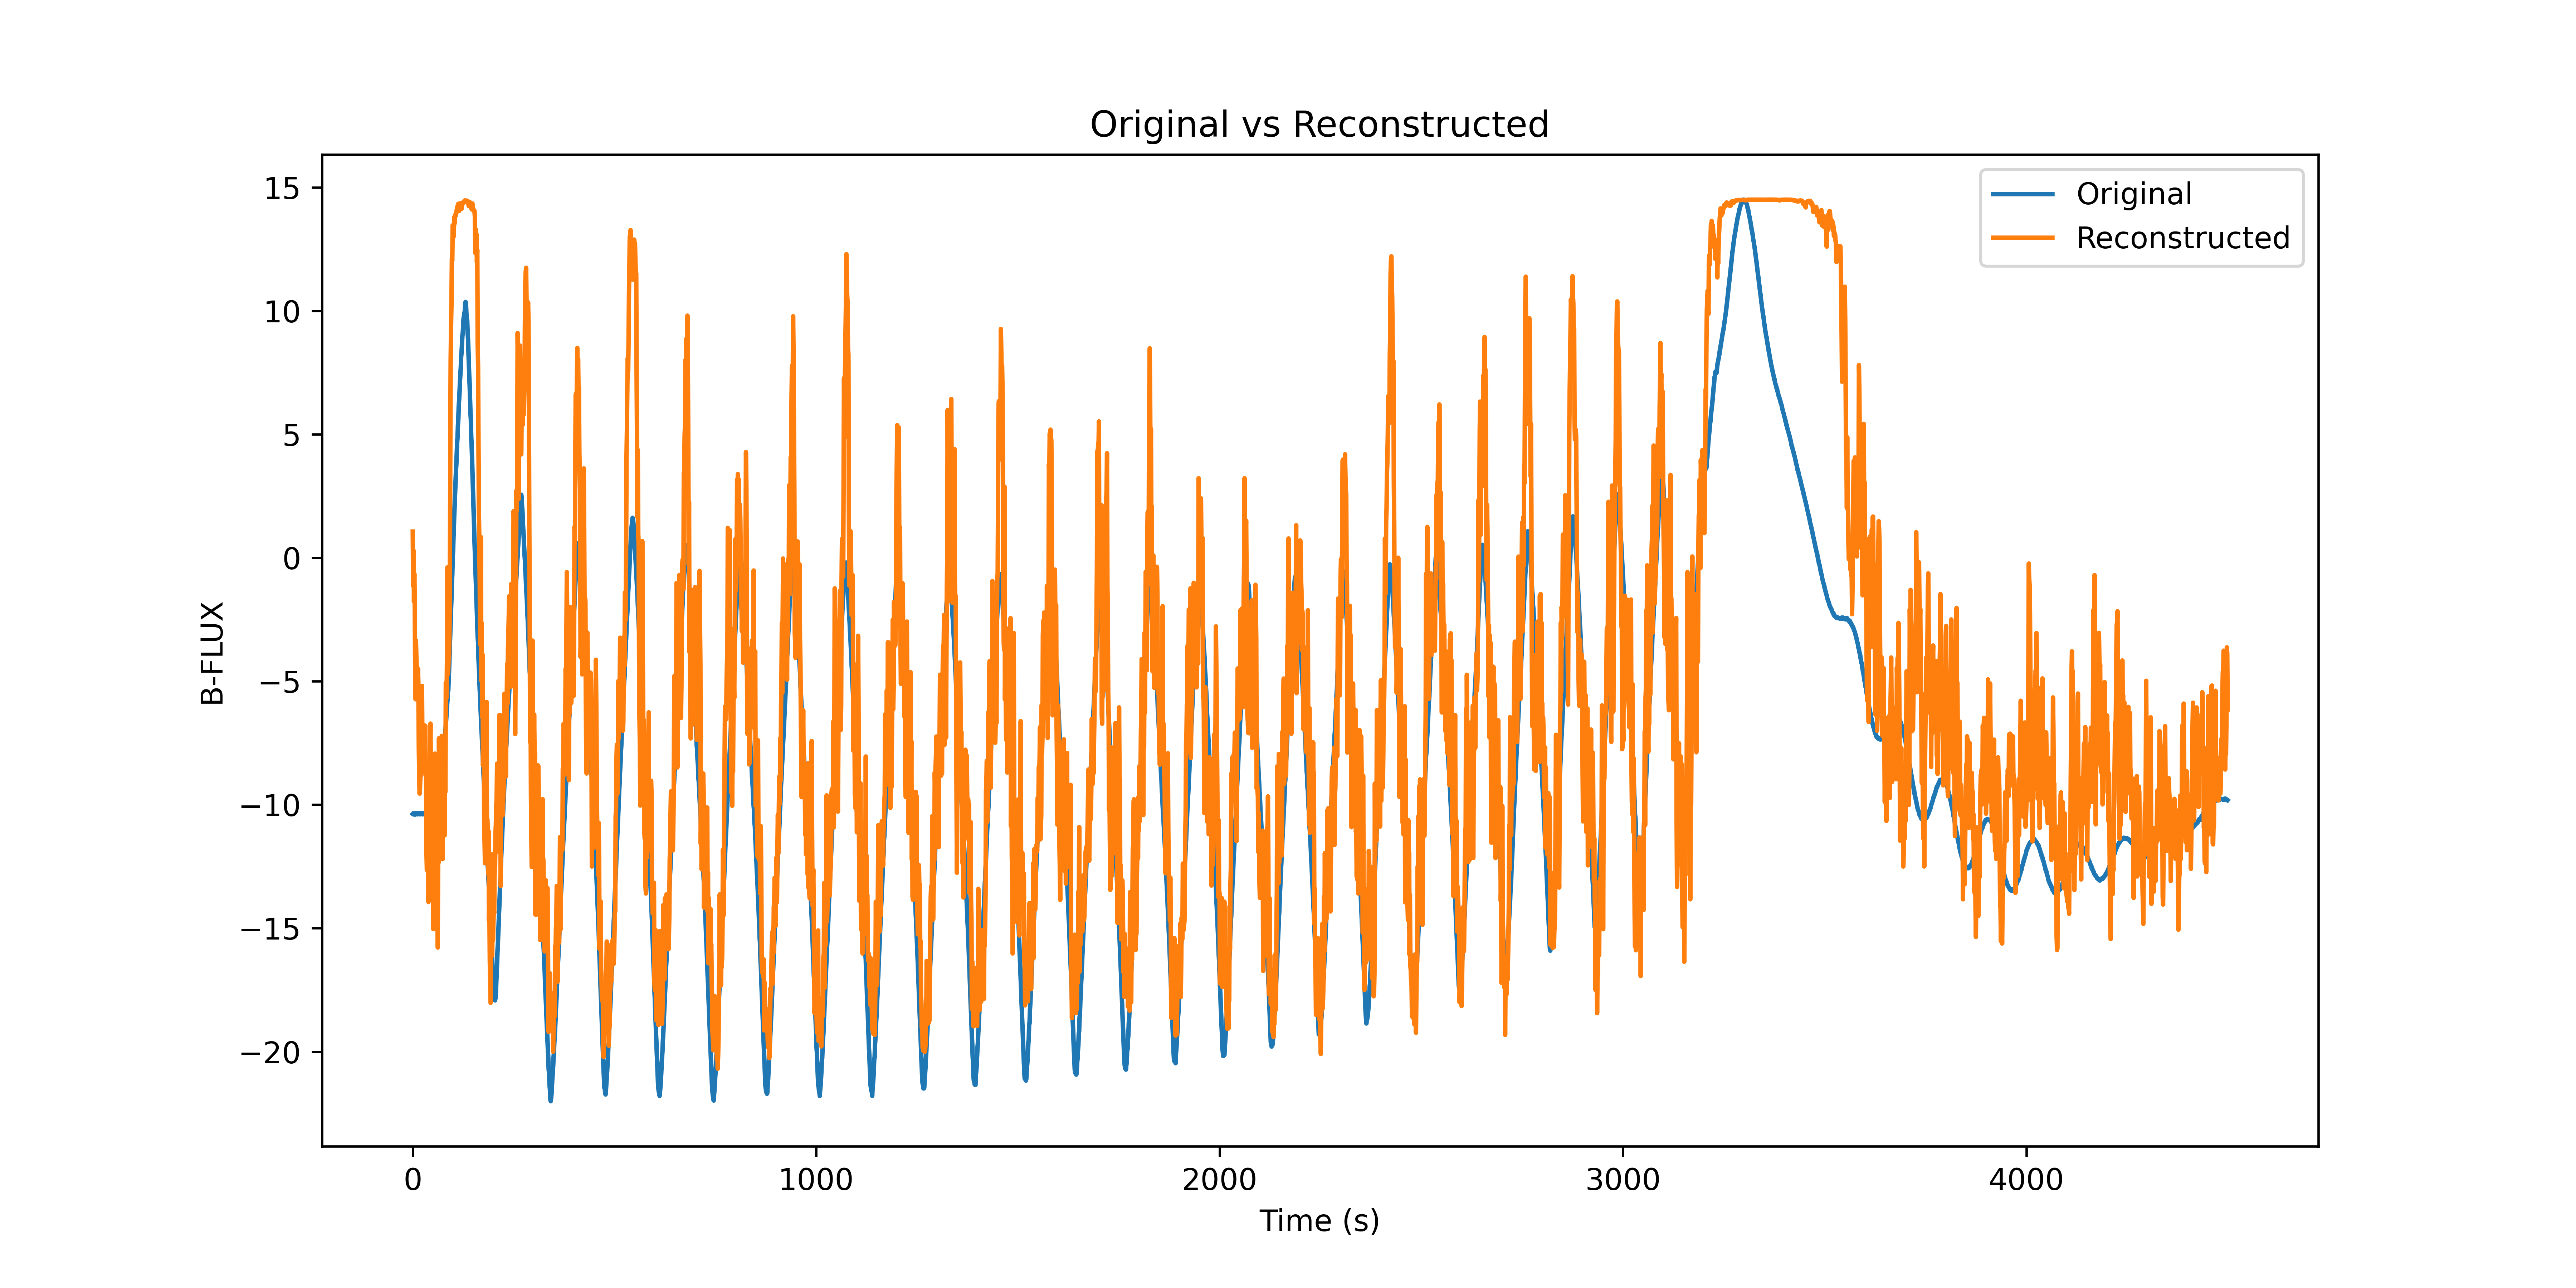 Original vs Reconstructed
Original
Reconstructed
15
10
5
0
−5
−10
−15
−20
B-FLUX
0 1000 2000 3000 4000
Time (s)